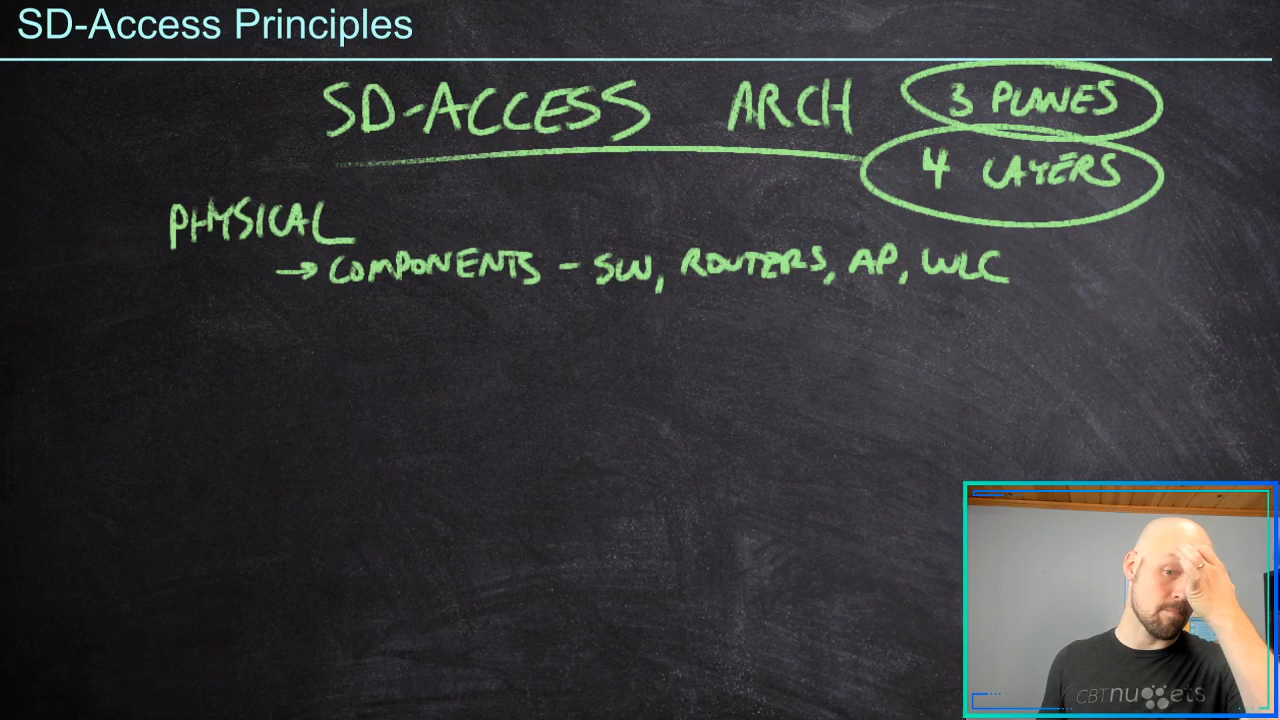 SD-Access Principles
SD-ACCESS ARCH 3 PLANES
4 LAYERS
PHYSICAL
→ COMPONENTS - SW, ROUTERS, AP, WLC
CBTnuggets